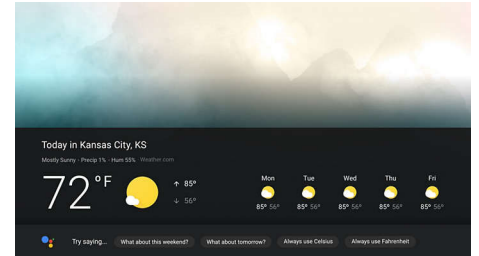 Today in Kansas City, KS
Mostly Sunny · Precip 1% · Hum 55% · Weather.com
72°F ↑ 85° ↓ 56°
Mon Tue Wed Thu Fri
85° 56° 85° 56° 85° 56° 85° 56° 85° 56°
Try saying... What about this weekend? What about tomorrow? Always use Celsius Always use Fahrenheit